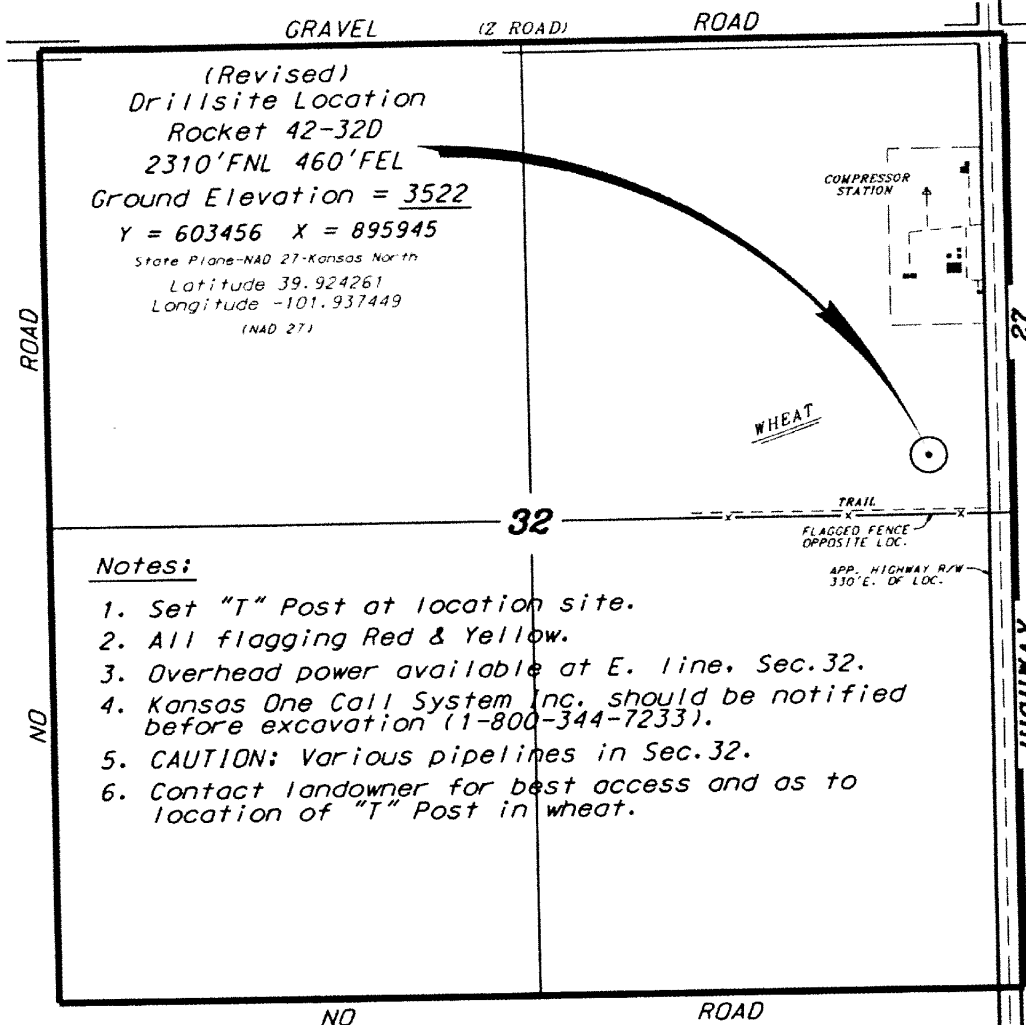 GRAVEL (Z ROAD) ROAD
(Revised)
Drillsite Location
Rocket 42-32D
2310'FNL 460'FEL
Ground Elevation = 3522
Y = 603456 X = 895945
State Plane-NAD 27-Kansas North
Latitude 39.924261
Longitude -101.937449
(NAD 27)
COMPRESSOR
STATION
ROAD
27
WHEAT
TRAIL
32
FLAGGED FENCE
OPPOSITE LOC.
APP. HIGHWAY R/W
330'E. OF LOC.
Notes:
1. Set "T" Post at location site.
2. All flagging Red & Yellow.
3. Overhead power available at E. line, Sec.32.
4. Kansas One Call System Inc. should be notified
before excavation (1-800-344-7233).
5. CAUTION: Various pipelines in Sec.32.
6. Contact landowner for best access and as to
location of "T" Post in wheat.
NO
HIGHWAY
NO ROAD